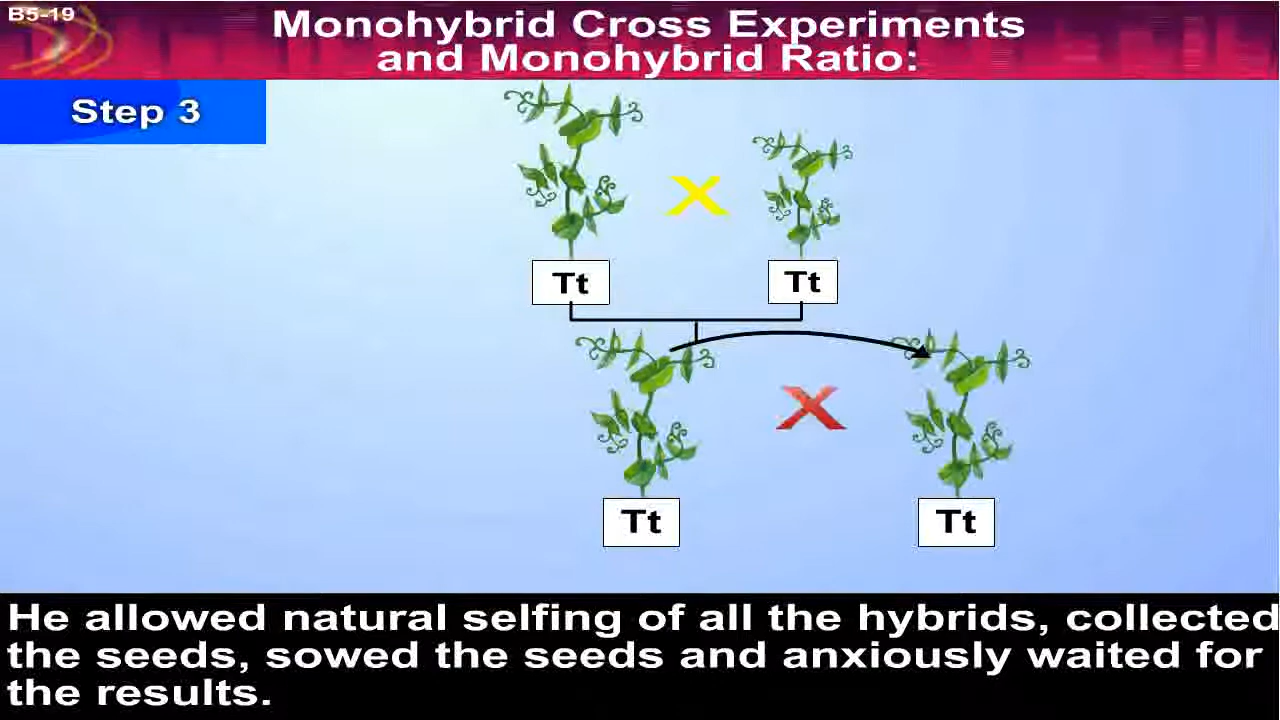 B5-19
Monohybrid Cross Experiments
and Monohybrid Ratio:
Step 3
Tt
Tt
Tt
Tt
He allowed natural selfing of all the hybrids, collected
the seeds, sowed the seeds and anxiously waited for
the results.